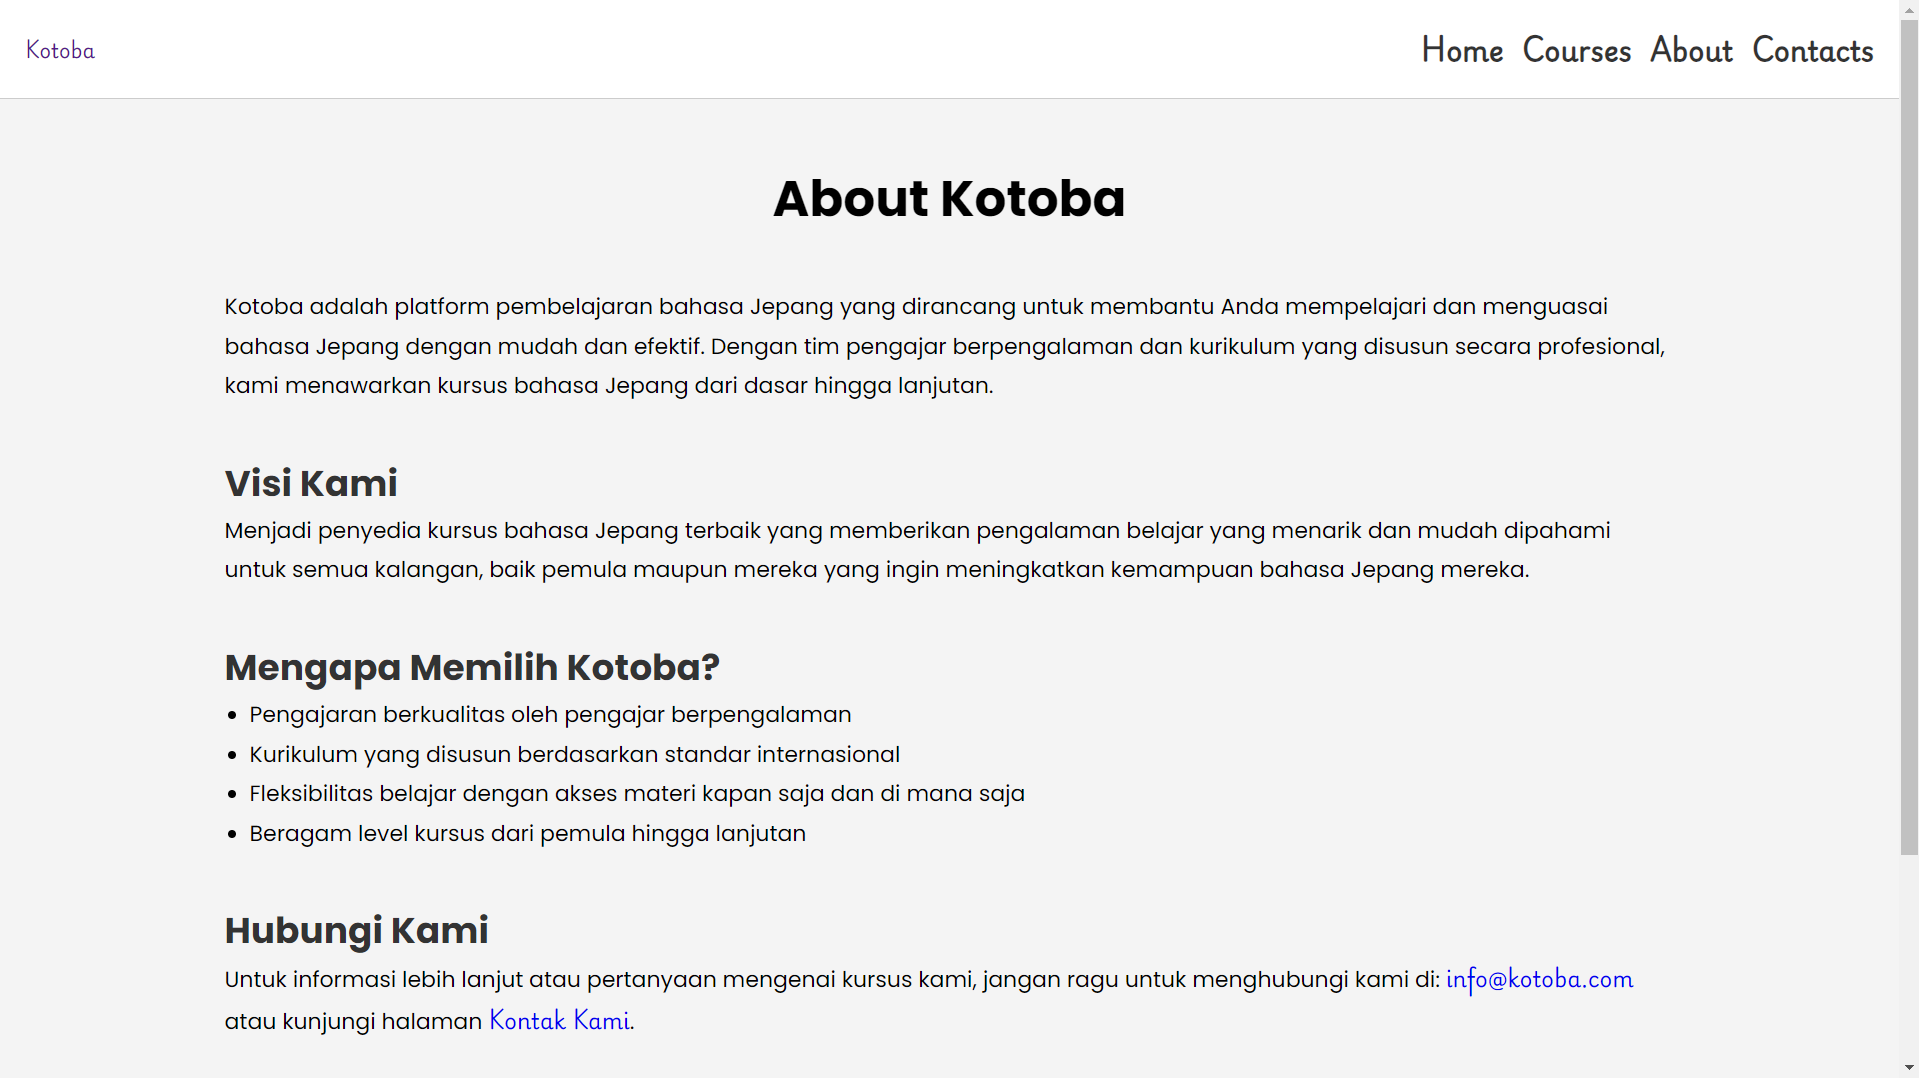 Kotoba
Home Courses About Contacts
About Kotoba
Kotoba adalah platform pembelajaran bahasa Jepang yang dirancang untuk membantu Anda mempelajari dan menguasai
bahasa Jepang dengan mudah dan efektif. Dengan tim pengajar berpengalaman dan kurikulum yang disusun secara profesional,
kami menawarkan kursus bahasa Jepang dari dasar hingga lanjutan.
Visi Kami
Menjadi penyedia kursus bahasa Jepang terbaik yang memberikan pengalaman belajar yang menarik dan mudah dipahami
untuk semua kalangan, baik pemula maupun mereka yang ingin meningkatkan kemampuan bahasa Jepang mereka.
Mengapa Memilih Kotoba?
• Pengajaran berkualitas oleh pengajar berpengalaman
• Kurikulum yang disusun berdasarkan standar internasional
• Fleksibilitas belajar dengan akses materi kapan saja dan di mana saja
• Beragam level kursus dari pemula hingga lanjutan
Hubungi Kami
Untuk informasi lebih lanjut atau pertanyaan mengenai kursus kami, jangan ragu untuk menghubungi kami di: info@kotoba.com
atau kunjungi halaman Kontak Kami.